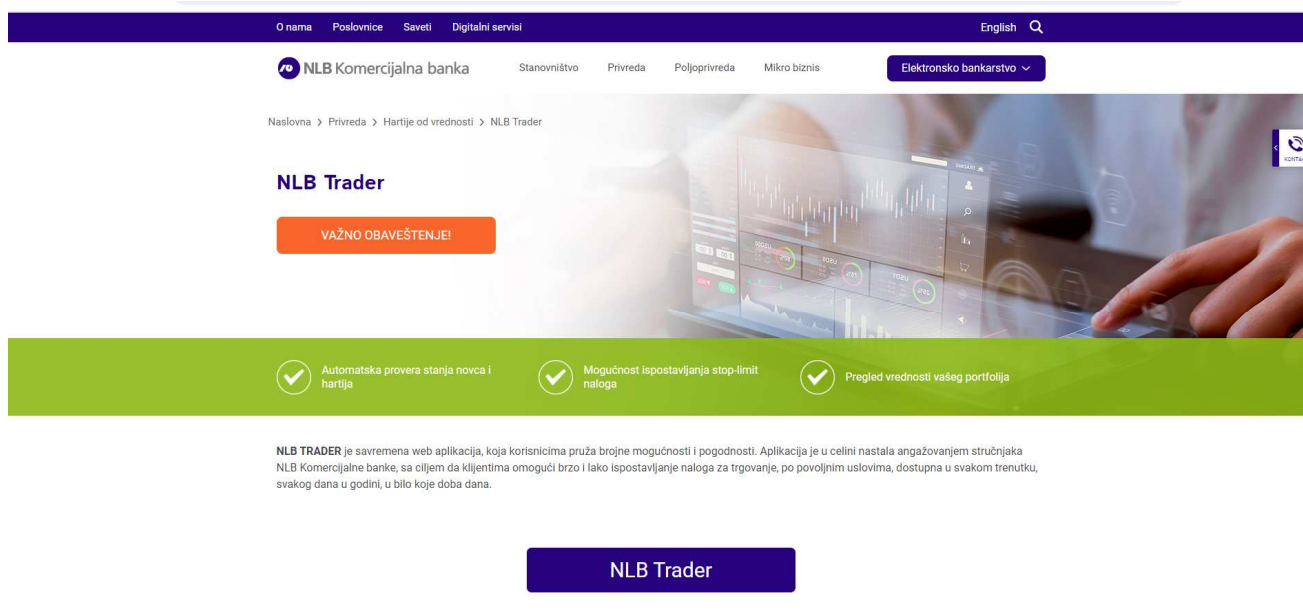 O nama Poslovnice Saveti Digitalni servisi English
NLB Komercijalna banka Stanovništvo Privreda Poljoprivreda Mikro biznis Elektronsko bankarstvo
Naslovna > Privreda > Hartije od vrednosti > NLB Trader
NLB Trader
VAŽNO OBAVEŠTENJE!
Automatska provera stanja novca i
hartija
Mogućnost ispostavljanja stop-limit
naloga
Pregled vrednosti vašeg portfolija
NLB TRADER je savremena web aplikacija, koja korisnicima pruža brojne mogućnosti i pogodnosti. Aplikacija je u celini nastala angažovanjem stručnjaka
NLB Komercijalne banke, sa ciljem da klijentima omogući brzo i lako ispostavljanje naloga za trgovanje, po povoljnim uslovima, dostupna u svakom trenutku,
svakog dana u godini, u bilo koje doba dana.
NLB Trader